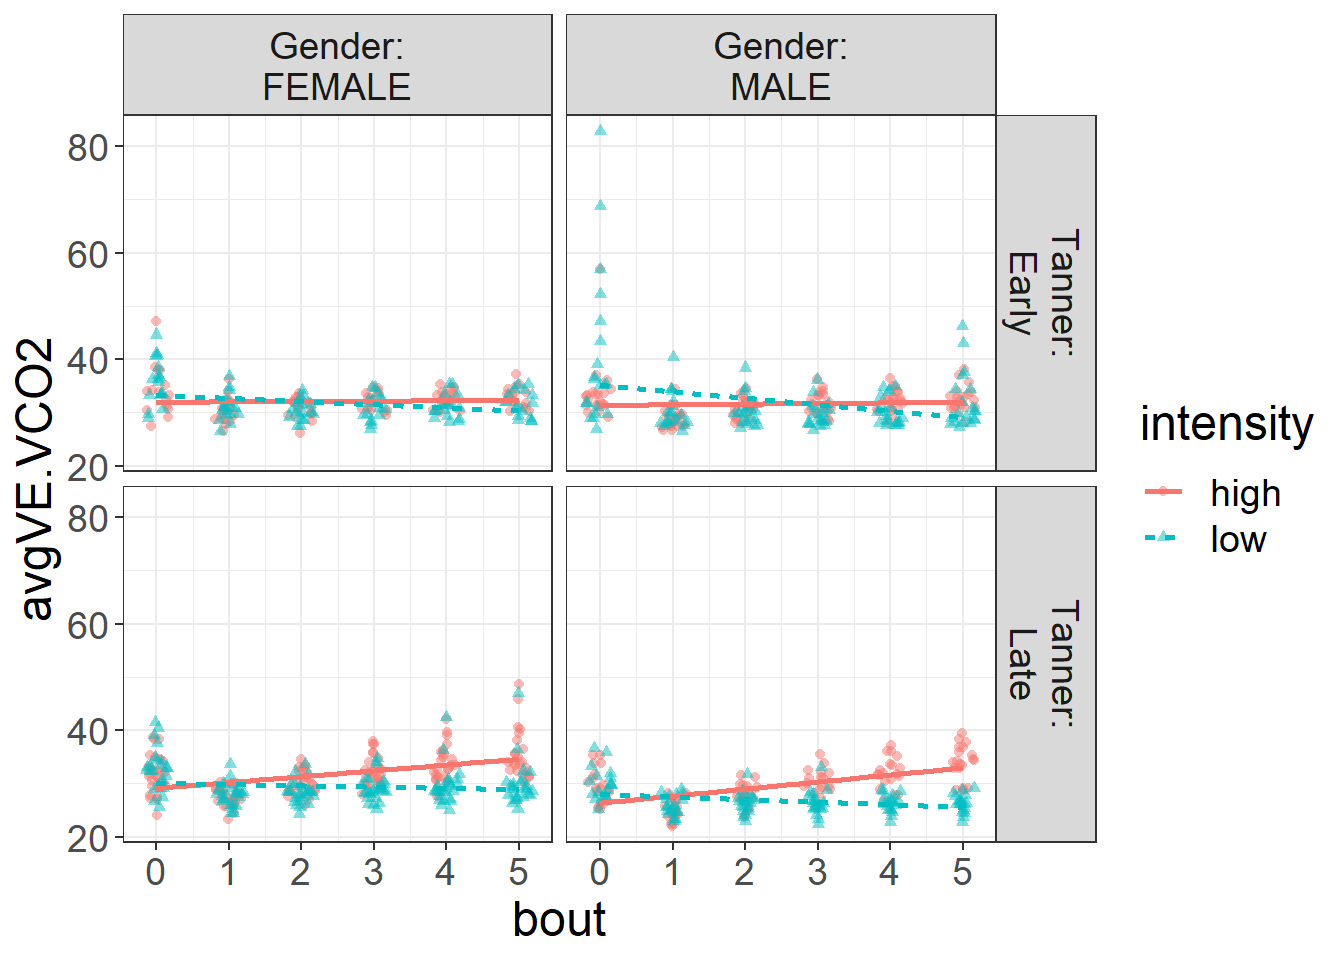 Gender:
FEMALE
Gender:
MALE
80
60
40
20
Tanner:
Early
80
60
40
20
Tanner:
Late
0 1 2 3 4 5
0 1 2 3 4 5
bout
avgVE.VCO2
intensity
high
low